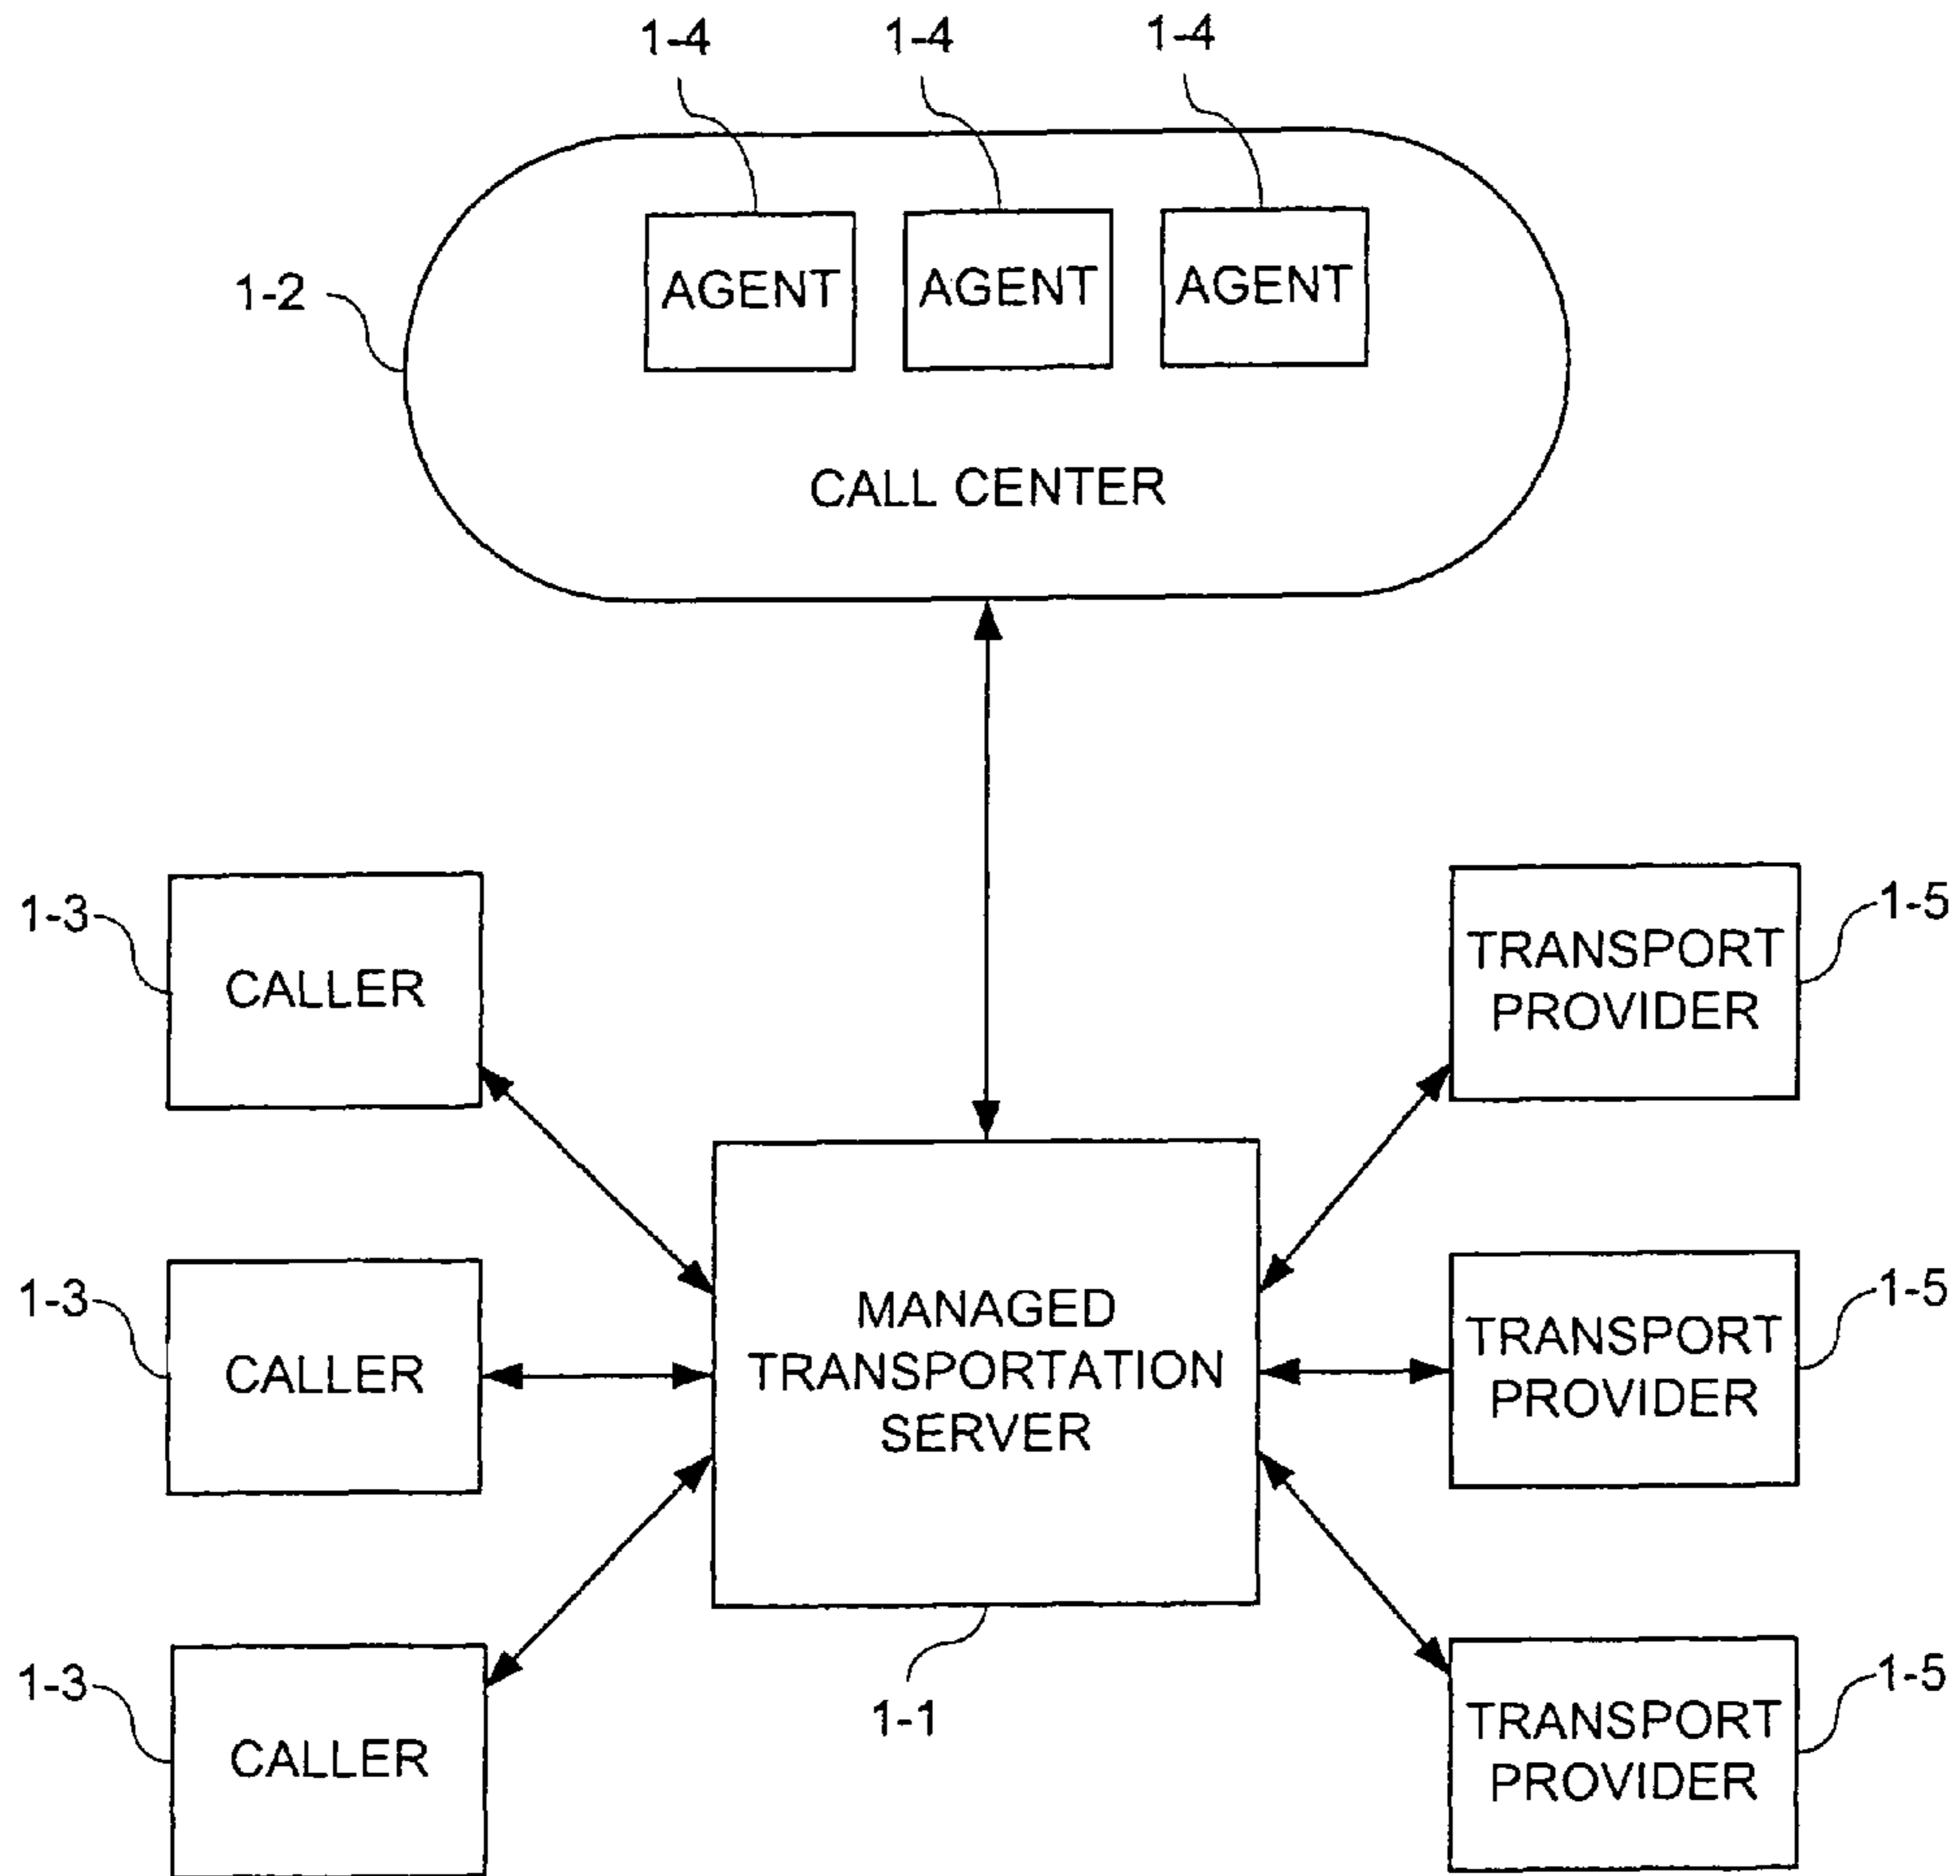 1-4 1-4 1-4
1-2
AGENT AGENT AGENT
CALL CENTER
1-3
CALLER
TRANSPORT
PROVIDER
1-5
1-3
CALLER
MANAGED
TRANSPORTATION
SERVER
TRANSPORT
PROVIDER
1-5
1-3
CALLER
1-1
TRANSPORT
PROVIDER
1-5